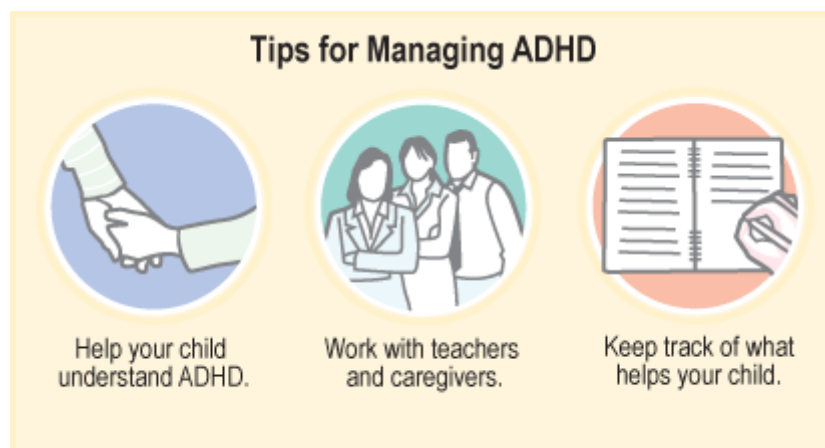 Tips for Managing ADHD
Help your child
understand ADHD.
Work with teachers
and caregivers.
Keep track of what
helps your child.